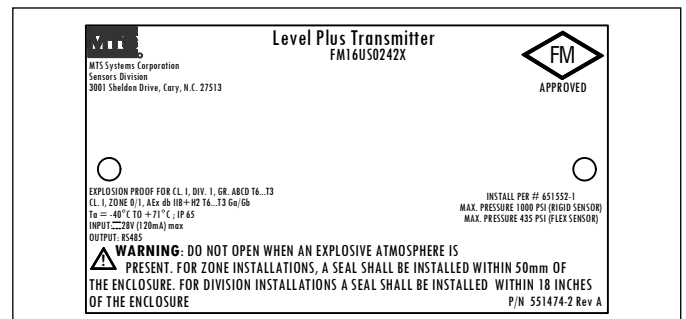 MTS
Level Plus Transmitter
FM16US0242X
MTS Systems Corporation
Sensors Division
3001 Sheldon Drive, Cary, N.C. 27513
FM
APPROVED
EXPLOSION PROOF FOR CL. I, DIV. 1, GR. ABCD T6...T3
CL. I, ZONE 0/1, AEx db IIB+H2 T6...T3 Ga/Gb
Ta = -40°C TO +71°C ; IP 65
INPUT:⎓28V (120mA) max
OUTPUT: RS485
INSTALL PER # 651552-1
MAX. PRESSURE 1000 PSI (RIGID SENSOR)
MAX. PRESSURE 435 PSI (FLEX SENSOR)
WARNING: DO NOT OPEN WHEN AN EXPLOSIVE ATMOSPHERE IS
PRESENT. FOR ZONE INSTALLATIONS, A SEAL SHALL BE INSTALLED WITHIN 50mm OF
THE ENCLOSURE. FOR DIVISION INSTALLATIONS A SEAL SHALL BE INSTALLED WITHIN 18 INCHES
OF THE ENCLOSURE
P/N 551474-2 Rev A